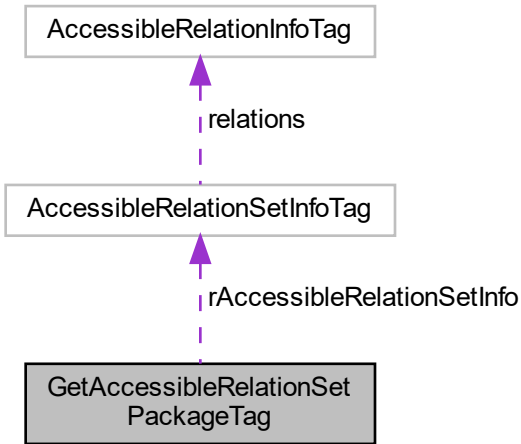 AccessibleRelationInfoTag
relations
AccessibleRelationSetInfoTag
rAccessibleRelationSetInfo
GetAccessibleRelationSet
PackageTag